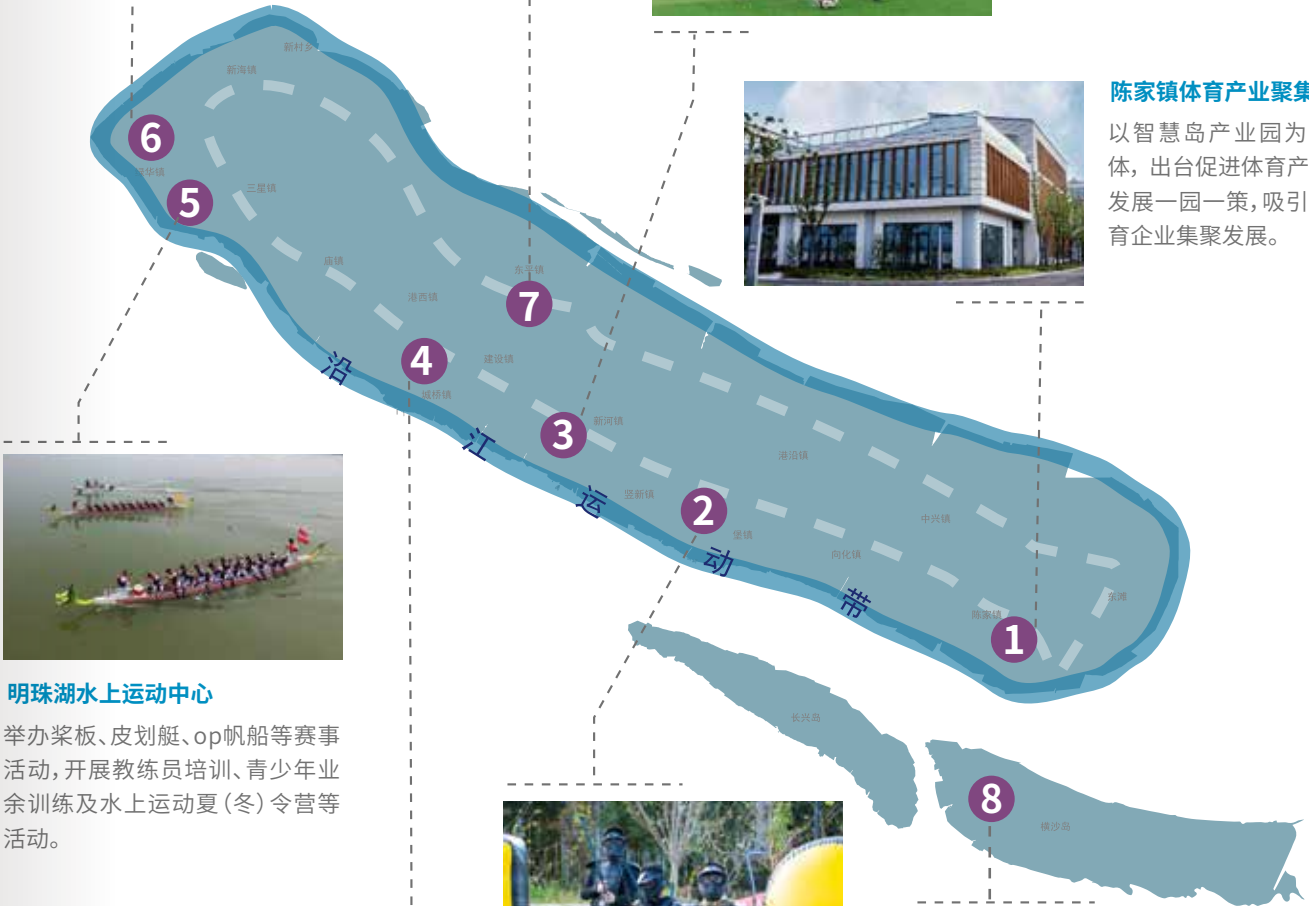 新村乡
新海镇
6
绿华镇
5
三星镇
庙镇
东平镇
7
港西镇
4
建设镇
城桥镇
3
新河镇
港沿镇
竖新镇
2
堡镇
中兴镇
向化镇
东滩
陈家镇
1
沿江运动带
长兴岛
8
横沙岛
陈家镇体育产业聚集
以智慧岛产业园为
体，出台促进体育产
发展一园一策，吸引
育企业集聚发展。
明珠湖水上运动中心
举办桨板、皮划艇、op帆船等赛事
活动，开展教练员培训、青少年业
余训练及水上运动夏（冬）令营等
活动。